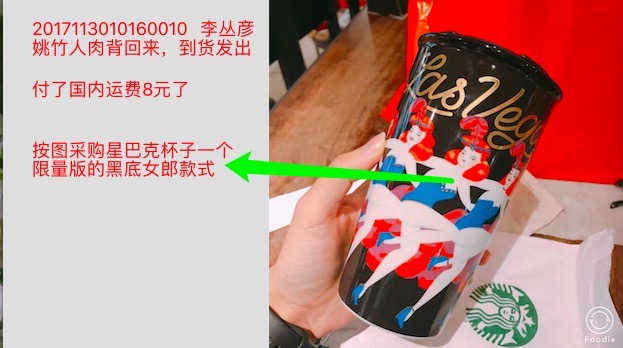 2017113010160010 李丛彦
姚竹人肉背回来，到货发出
付了国内运费8元了
按图采购星巴克杯子一个
限量版的黑底女郎款式
Las Vegas
Foodie